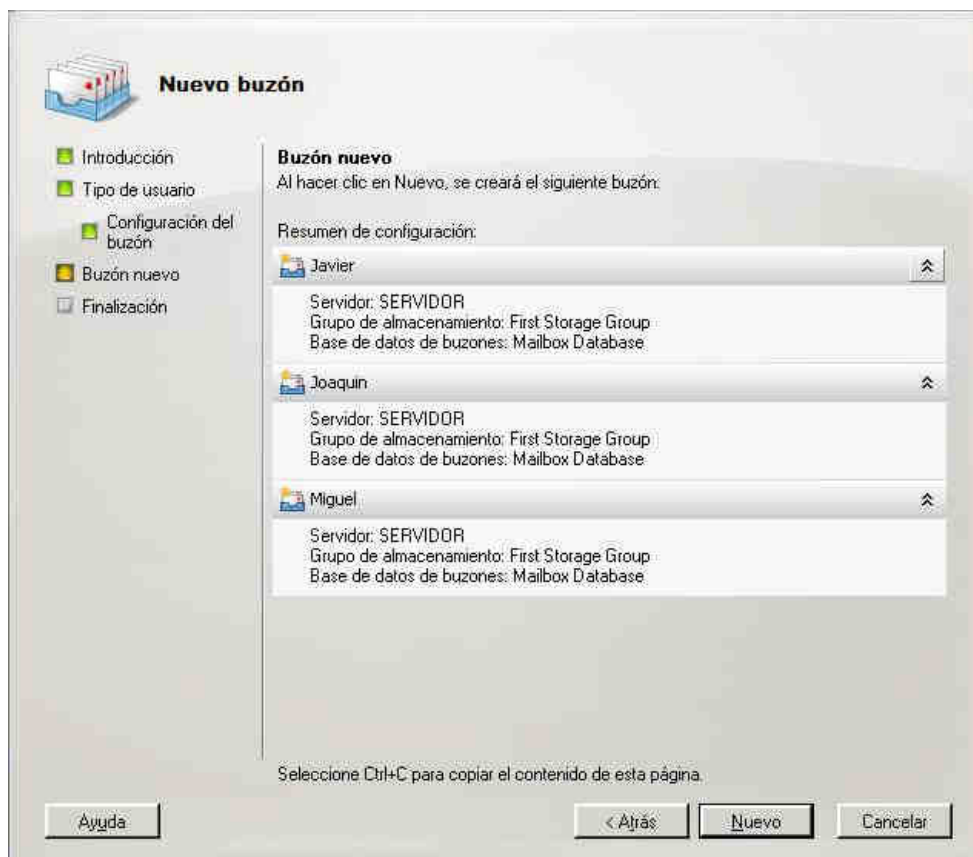 Nuevo buzón
Introducción
Tipo de usuario
Configuración del
buzón
Buzón nuevo
Finalización
Buzón nuevo
Al hacer clic en Nuevo, se creará el siguiente buzón:
Resumen de configuración:
Javier
Servidor: SERVIDOR
Grupo de almacenamiento: First Storage Group
Base de datos de buzones: Mailbox Database
Joaquin
Servidor: SERVIDOR
Grupo de almacenamiento: First Storage Group
Base de datos de buzones: Mailbox Database
Miguel
Servidor: SERVIDOR
Grupo de almacenamiento: First Storage Group
Base de datos de buzones: Mailbox Database
Seleccione Ctrl+C para copiar el contenido de esta página.
Ayuda
< Atrás
Nuevo
Cancelar